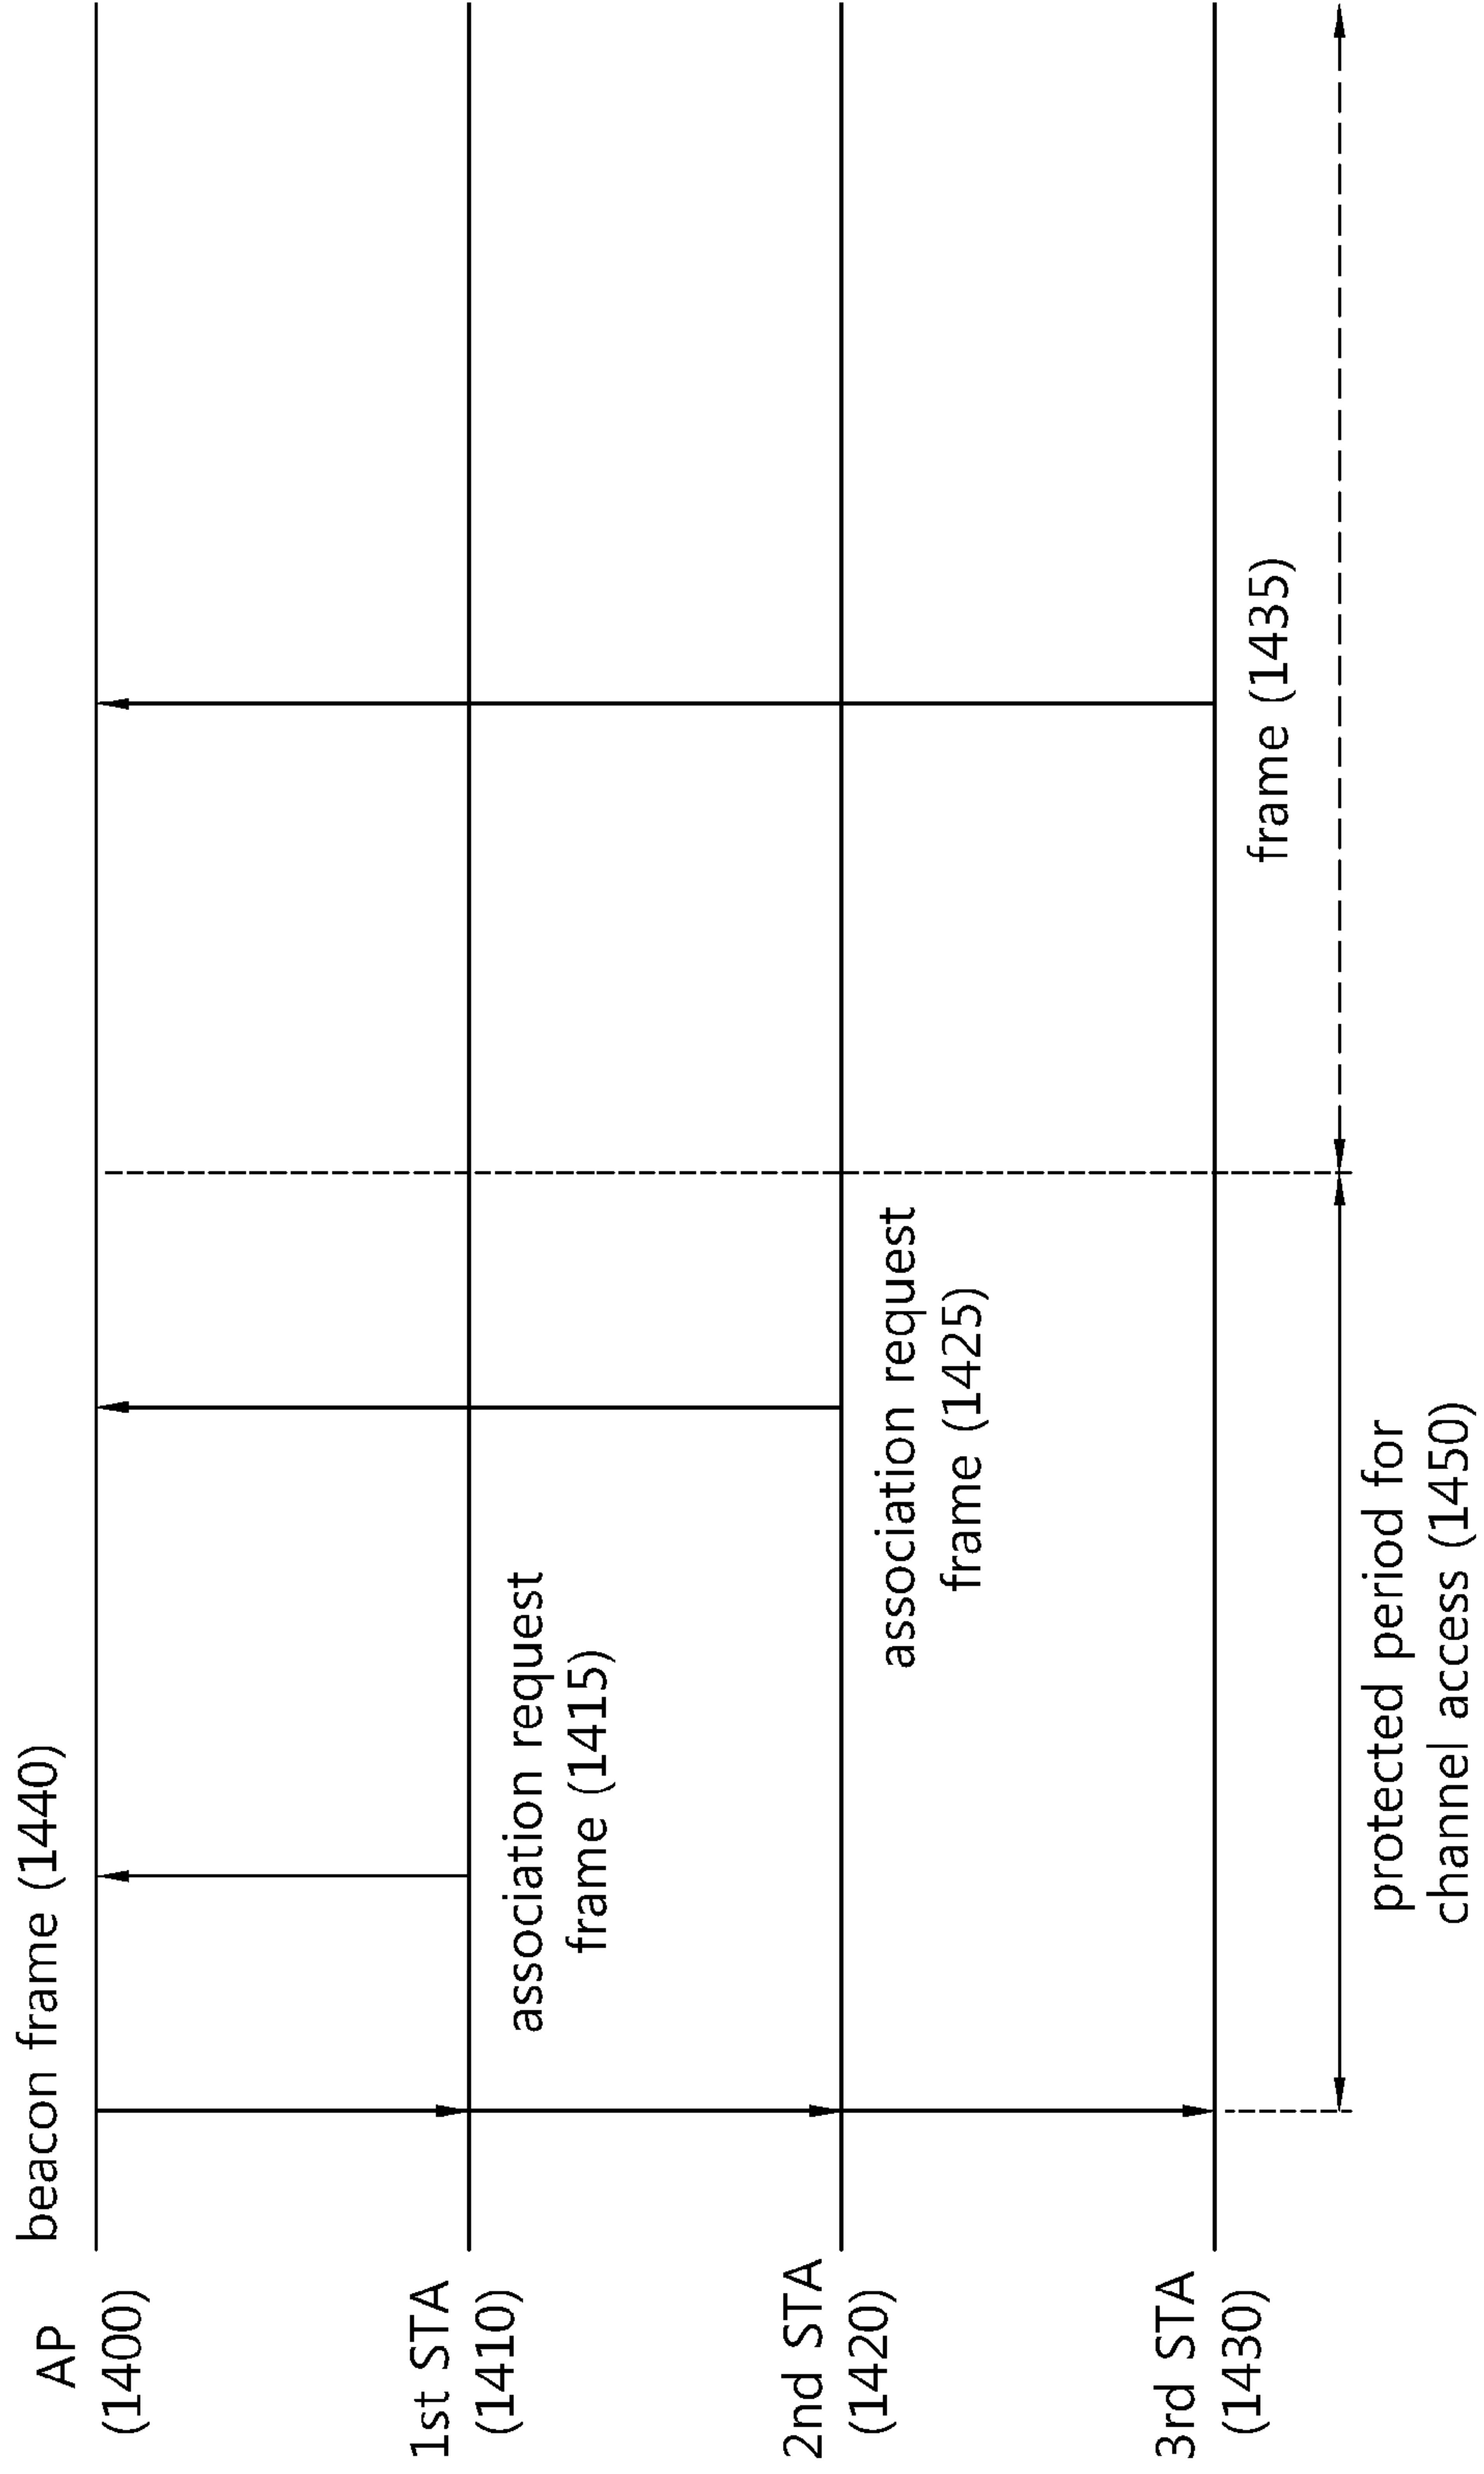 AP
(1400)
beacon frame (1440)
1st STA
(1410)
association request
frame (1415)
2nd STA
(1420)
association request
frame (1425)
3rd STA
(1430)
frame (1435)
protected period for
channel access (1450)